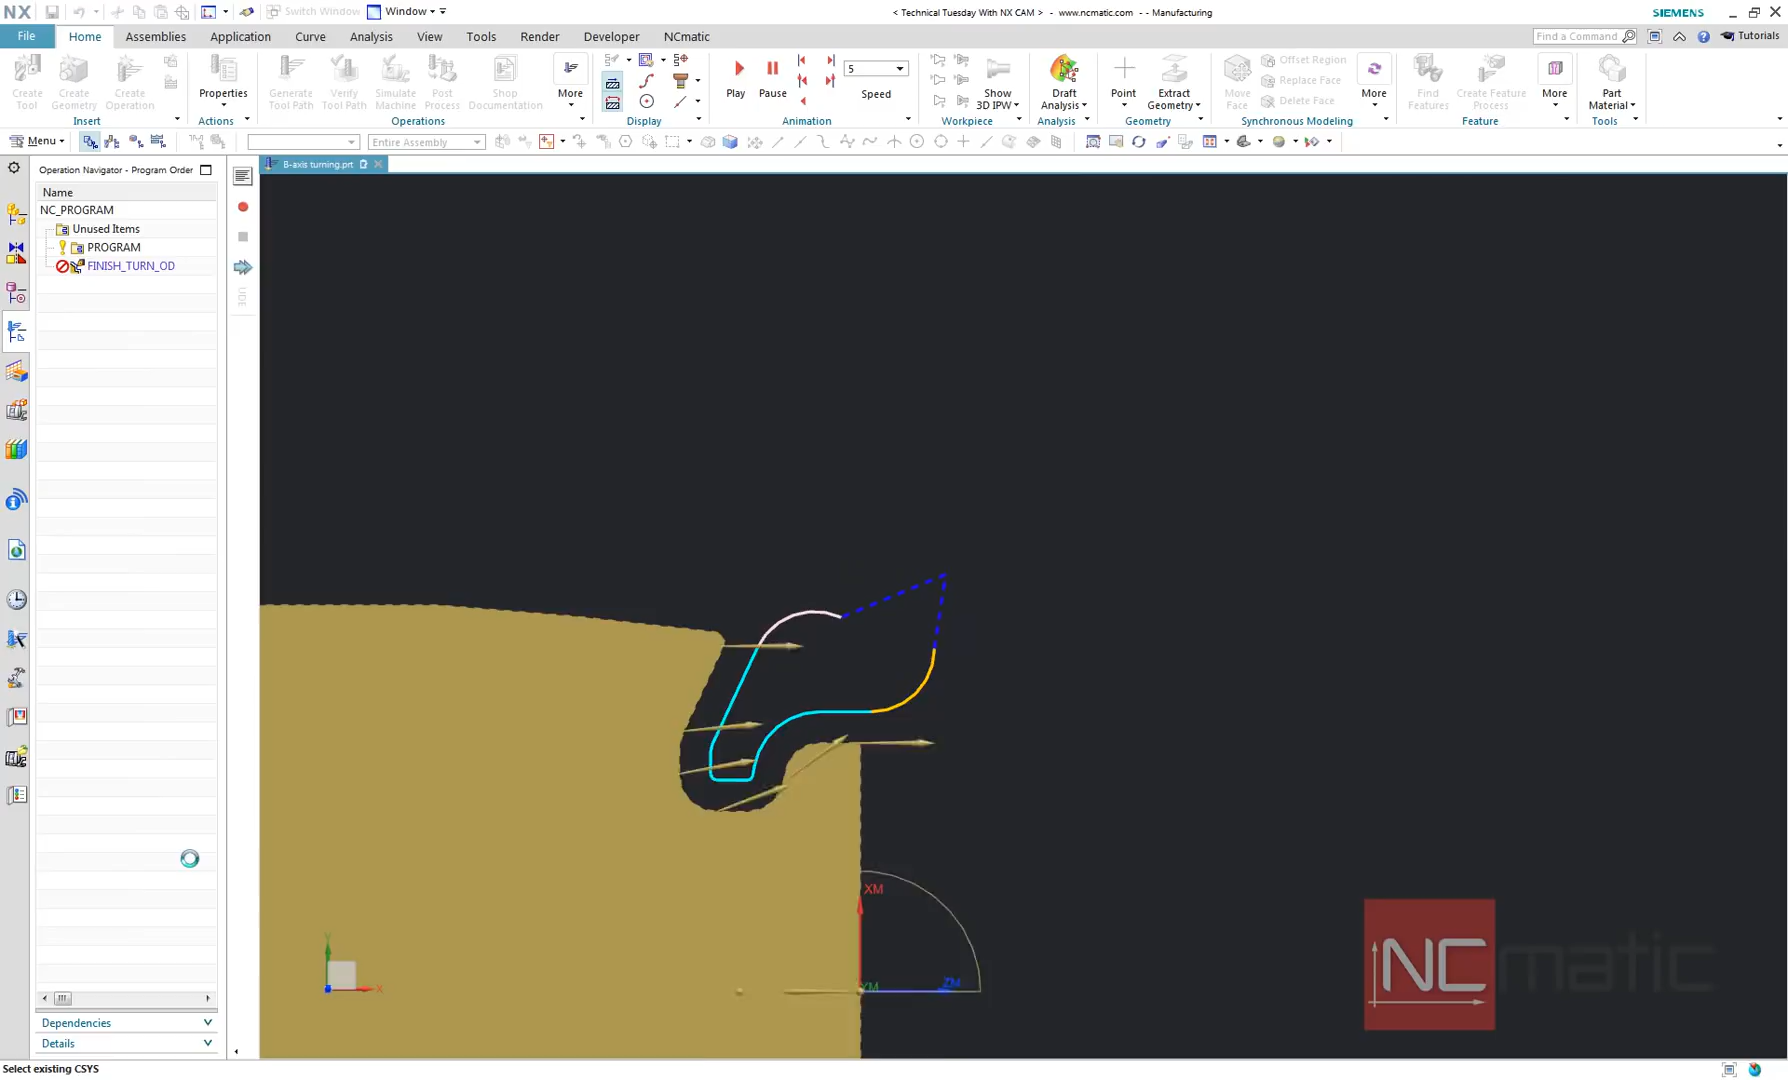 NX
Switch Window
Window
< Technical Tuesday With NX CAM > - www.ncmatic.com - - Manufacturing
SIEMENS
File
Home
Assemblies
Application
Curve
Analysis
View
Tools
Render
Developer
NCmatic
Find a Command
Tutorials
Create Tool
Create Geometry
Create Operation
Insert
Properties
Actions
Generate Tool Path
Verify Tool Path
Simulate Machine
Post Process
Shop Documentation
More
Operations
Display
Play
Pause
5
Speed
Animation
Show 3D IPW
Workpiece
Draft Analysis
Analysis
Point
Extract Geometry
Geometry
Move Face
Offset Region
Replace Face
Delete Face
More
Synchronous Modeling
Find Features
Create Feature Process
More
Feature
Part Material
Tools
Menu
Entire Assembly
Operation Navigator - Program Order
B-axis turning.prt
Name
NC_PROGRAM
Unused Items
PROGRAM
FINISH_TURN_OD
UDE
XM
YM
ZM
Y
X
NCmatic
Dependencies
Details
Select existing CSYS